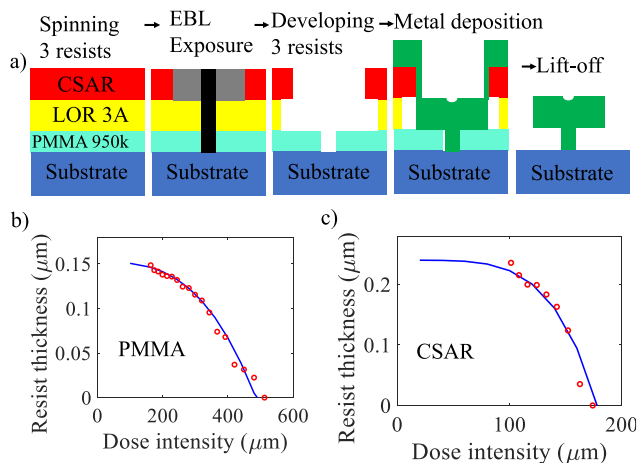 Spinning
3 resists
EBL
Exposure
Developing
3 resists
Metal deposition
Lift-off
a)
CSAR
LOR 3A
PMMA 950k
Substrate
Substrate
Substrate
Substrate
Substrate
b)
Resist thickness (μm)
0.15
0.1
0.05
0
PMMA
0
200
400
600
Dose intensity (μm)
c)
Resist thickness (μm)
0.2
0
CSAR
0
100
200
Dose intensity (μm)